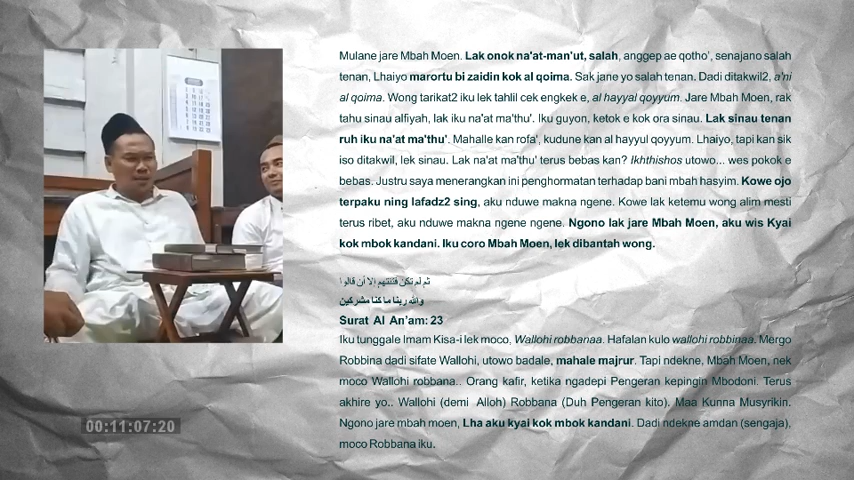 Mulane jare Mbah Moen. Lak onok na'at-man'ut, salah, anggep ae qotho', senajano salah
tenan, Lhaiyo marortu bi zaidin kok al qoima. Sak jane yo salah tenan. Dadi ditakwil2, a'ni
al qoima. Wong tarikat2 iku lek tahlil cek engkek e, al hayyal qoyyum. Jare Mbah Moen, rak
tahu sinau alfiyah, lak iku na'at ma'thu'. Iku guyon, ketok e kok ora sinau. Lak sinau tenan
ruh iku na'at ma'thu'. Mahalle kan rofa', kudune kan al hayyul qoyyum. Lhaiyo, tapi kan sik
iso ditakwil, lek sinau. Lak na'at ma'thu' terus bebas kan? Ikhthishos utowo... wes pokok e
bebas. Justru saya menerangkan ini penghormatan terhadap bani mbah hasyim. Kowe ojo
terpaku ning lafadz2 sing, aku nduwe makna ngene. Kowe lak ketemu wong alim mesti
terus ribet, aku nduwe makna ngene ngene. Ngono lak jare Mbah Moen, aku wis Kyai
kok mbok kandani. Iku coro Mbah Moen, lek dibantah wong.
ثم لم تكن فتنتهم إلا أن قالوا
والله ربنا ما كنا مشركين
Surat Al An'am: 23
Iku tunggale Imam Kisa-i lek moco, Wallohi robbanaa. Hafalan kulo wallohi robbinaa. Mergo
Robbina dadi sifate Wallohi, utowo badale, mahale majrur. Tapi ndekne, Mbah Moen, nek
moco Wallohi robbana.. Orang kafir, ketika ngadepi Pengeran kepingin Mbodoni. Terus
akhire yo.. Wallohi (demi Alloh) Robbana (Duh Pengeran kito). Maa Kunna Musyrikin.
Ngono jare mbah moen, Lha aku kyai kok mbok kandani. Dadi ndekne amdan (sengaja),
moco Robbana iku.
00:11:07:20